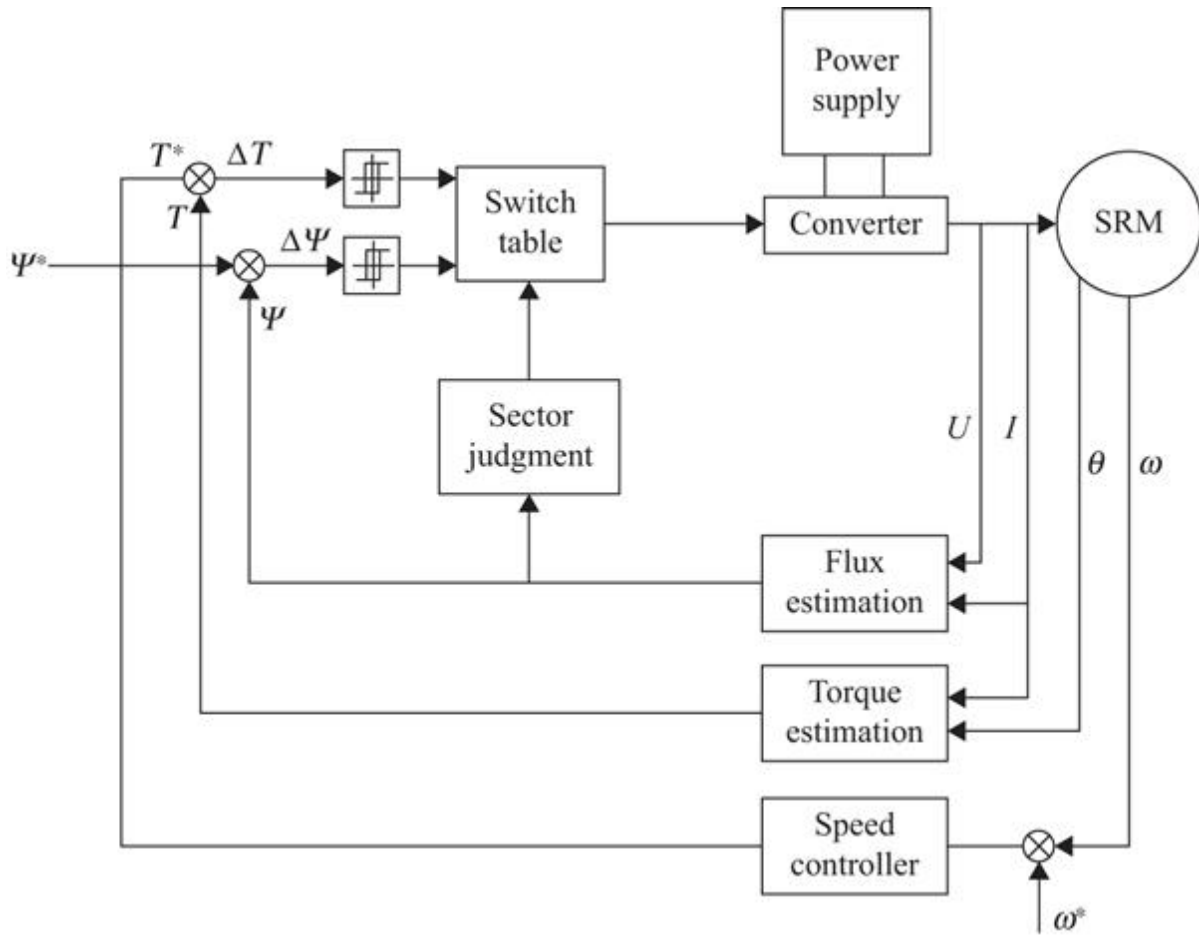 Power
supply
T*
ΔT
T
Switch
table
Converter
SRM
Ψ*
ΔΨ
Ψ
Sector
judgment
U
I
θ
ω
Flux
estimation
Torque
estimation
Speed
controller
ω*